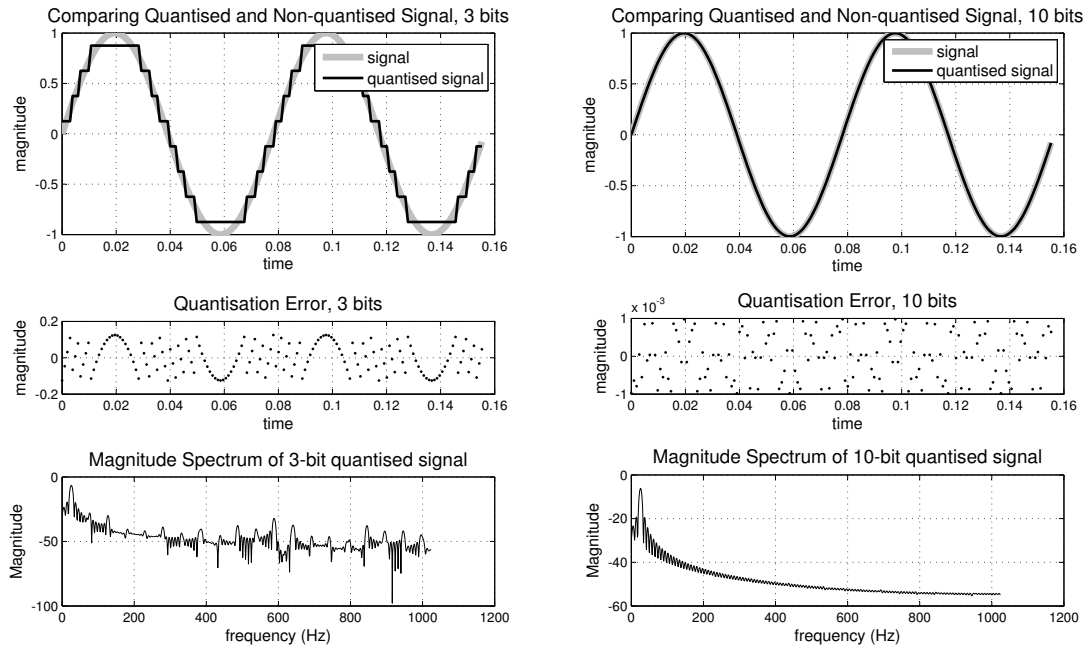 Comparing Quantised and Non-quantised Signal, 3 bits
1
0.5
0
-0.5
-1
magnitude
signal
quantised signal
0 0.02 0.04 0.06 0.08 0.1 0.12 0.14 0.16
time
Quantisation Error, 3 bits
0.2
0
-0.2
magnitude
0 0.02 0.04 0.06 0.08 0.1 0.12 0.14 0.16
time
Magnitude Spectrum of 3-bit quantised signal
0
-50
-100
Magnitude
0 200 400 600 800 1000 1200
frequency (Hz)
Comparing Quantised and Non-quantised Signal, 10 bits
1
0.5
0
-0.5
-1
magnitude
signal
quantised signal
0 0.02 0.04 0.06 0.08 0.1 0.12 0.14 0.16
time
Quantisation Error, 10 bits
x 10⁻³
1
0
-1
magnitude
0 0.02 0.04 0.06 0.08 0.1 0.12 0.14 0.16
time
Magnitude Spectrum of 10-bit quantised signal
0
-20
-40
-60
Magnitude
0 200 400 600 800 1000 1200
frequency (Hz)